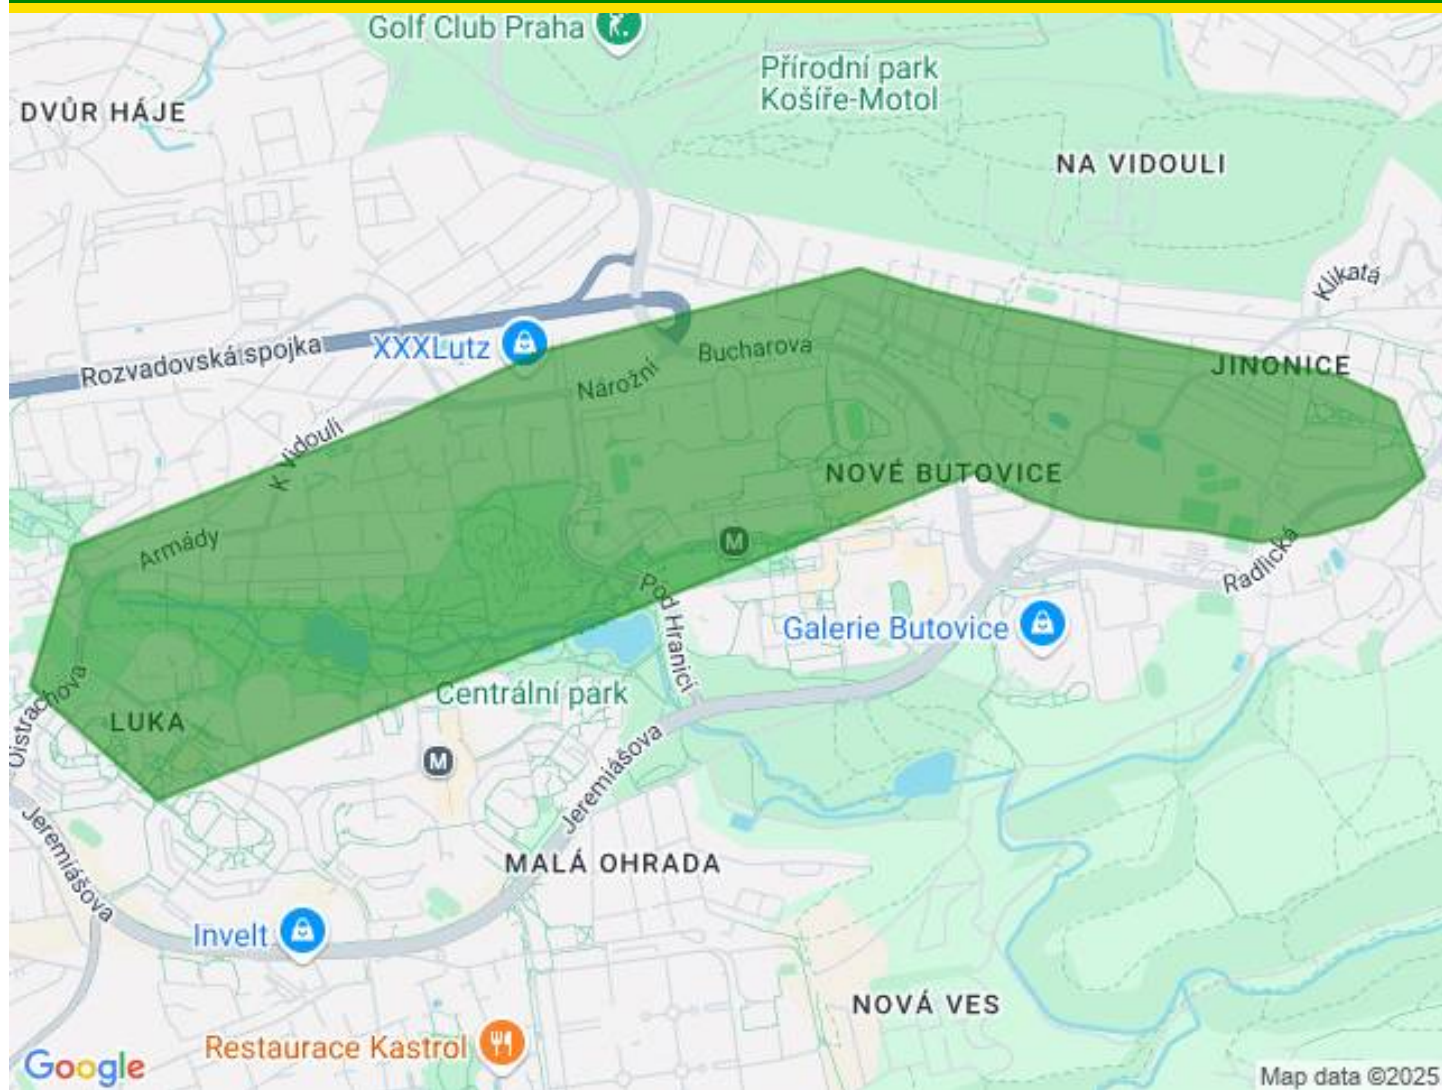 Golf Club Praha
Přírodní park
Košíře-Motol
DVŮR HÁJE
NA VIDOULI
Klikatá
Rozvadovská spojka
XXXLutz
Bucharova
Nárožní
JINONICE
K Vidouli
NOVÉ BUTOVICE
Armády
M
Radlická
Pod Hranicí
Galerie Butovice
Oistrachova
LUKA
Centrální park
M
Jeremiášova
Jeremiášova
MALÁ OHRADA
Invelt
NOVÁ VES
Restaurace Kastrol
Google
Map data ©2025